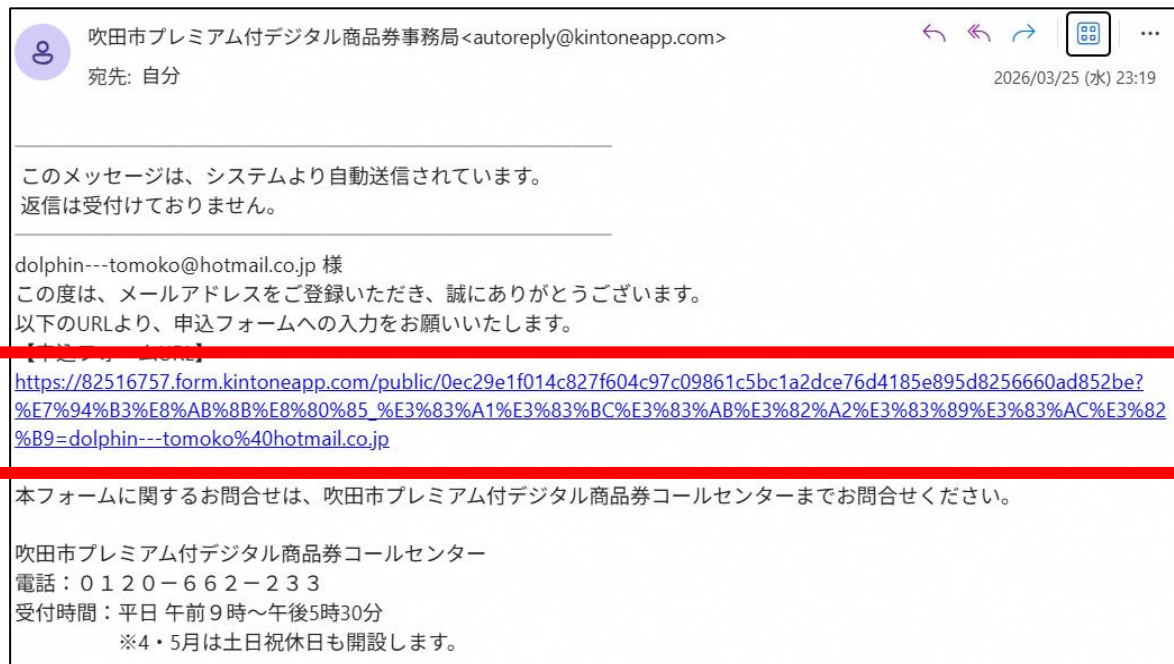 吹田市プレミアム付デジタル商品券事務局<autoreply@kintoneapp.com>
宛先: 自分
2026/03/25 (水) 23:19
このメッセージは、システムより自動送信されています。
返信は受付けておりません。
dolphin---tomoko@hotmail.co.jp 様
この度は、メールアドレスをご登録いただき、誠にありがとうございます。
以下のURLより、申込フォームへの入力をお願いいたします。
【申込フォームURL】
https://82516757.form.kintoneapp.com/public/0ec29e1f014c827f604c97c09861c5bc1a2dce76d4185e895d8256660ad852be?
%E7%94%B3%E8%AB%8B%E8%80%85_%E3%83%A1%E3%83%BC%E3%83%AB%E3%82%A2%E3%83%89%E3%83%AC%E3%82
%B9=dolphin---tomoko%40hotmail.co.jp
本フォームに関するお問合せは、吹田市プレミアム付デジタル商品券コールセンターまでお問合せください。
吹田市プレミアム付デジタル商品券コールセンター
電話：０１２０－６６２－２３３
受付時間：平日 午前９時～午後5時30分
※4・5月は土日祝休日も開設します。